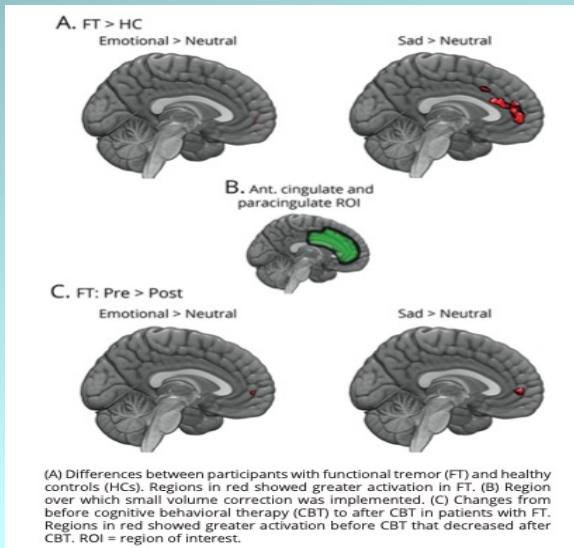 A. FT > HC
Emotional > Neutral
Sad > Neutral
B. Ant. cingulate and
paracingulate ROI
C. FT: Pre > Post
Emotional > Neutral
Sad > Neutral
(A) Differences between participants with functional tremor (FT) and healthy
controls (HCs). Regions in red showed greater activation in FT. (B) Region
over which small volume correction was implemented. (C) Changes from
before cognitive behavioral therapy (CBT) to after CBT in patients with FT.
Regions in red showed greater activation before CBT that decreased after
CBT. ROI = region of interest.